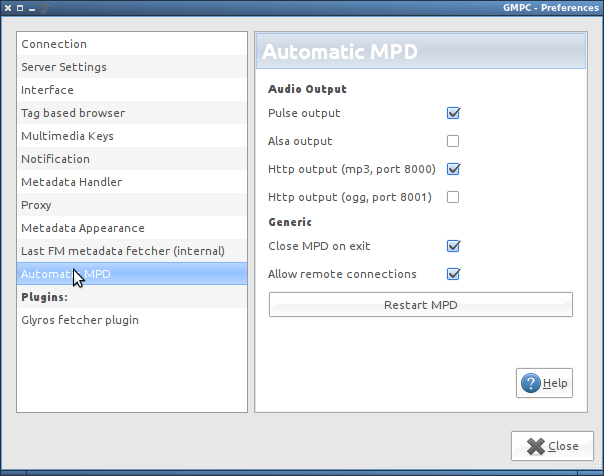 GMPC - Preferences
Connection
Server Settings
Interface
Tag based browser
Multimedia Keys
Notification
Metadata Handler
Proxy
Metadata Appearance
Last FM metadata fetcher (internal)
Automatic MPD
Plugins:
Glyros fetcher plugin
Automatic MPD
Audio Output
Pulse output
Alsa output
Http output (mp3, port 8000)
Http output (ogg, port 8001)
Generic
Close MPD on exit
Allow remote connections
Restart MPD
Help
Close